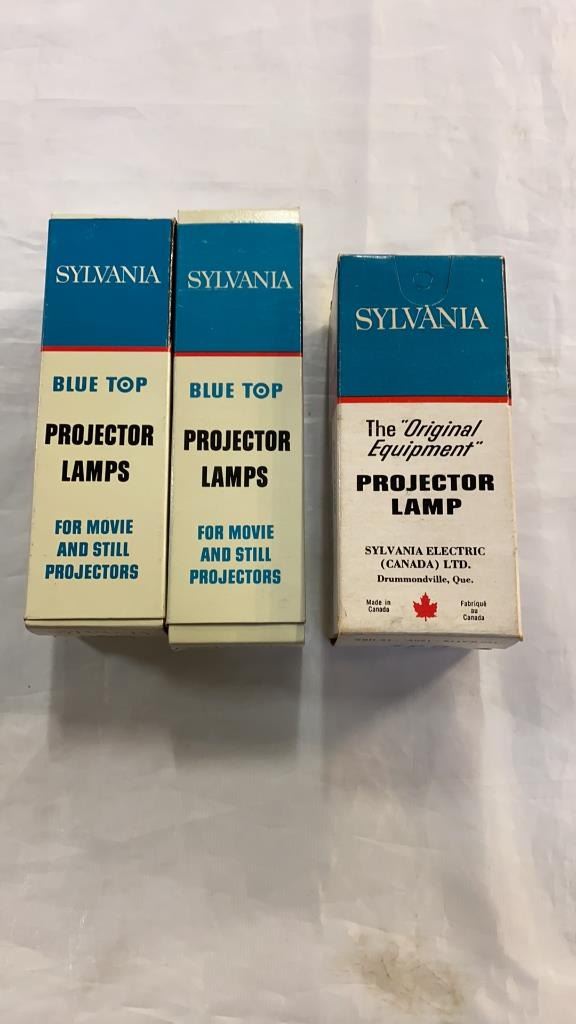 SYLVANIA
BLUE TOP
PROJECTOR
LAMPS
FOR MOVIE
AND STILL
PROJECTORS
SYLVANIA
BLUE TOP
PROJECTOR
LAMPS
FOR MOVIE
AND STILL
PROJECTORS
SYLVANIA
The "Original
Equipment"
PROJECTOR
LAMP
SYLVANIA ELECTRIC
(CANADA) LTD.
Drummondville, Que.
Made in
Canada
Fabriqué
au
Canada